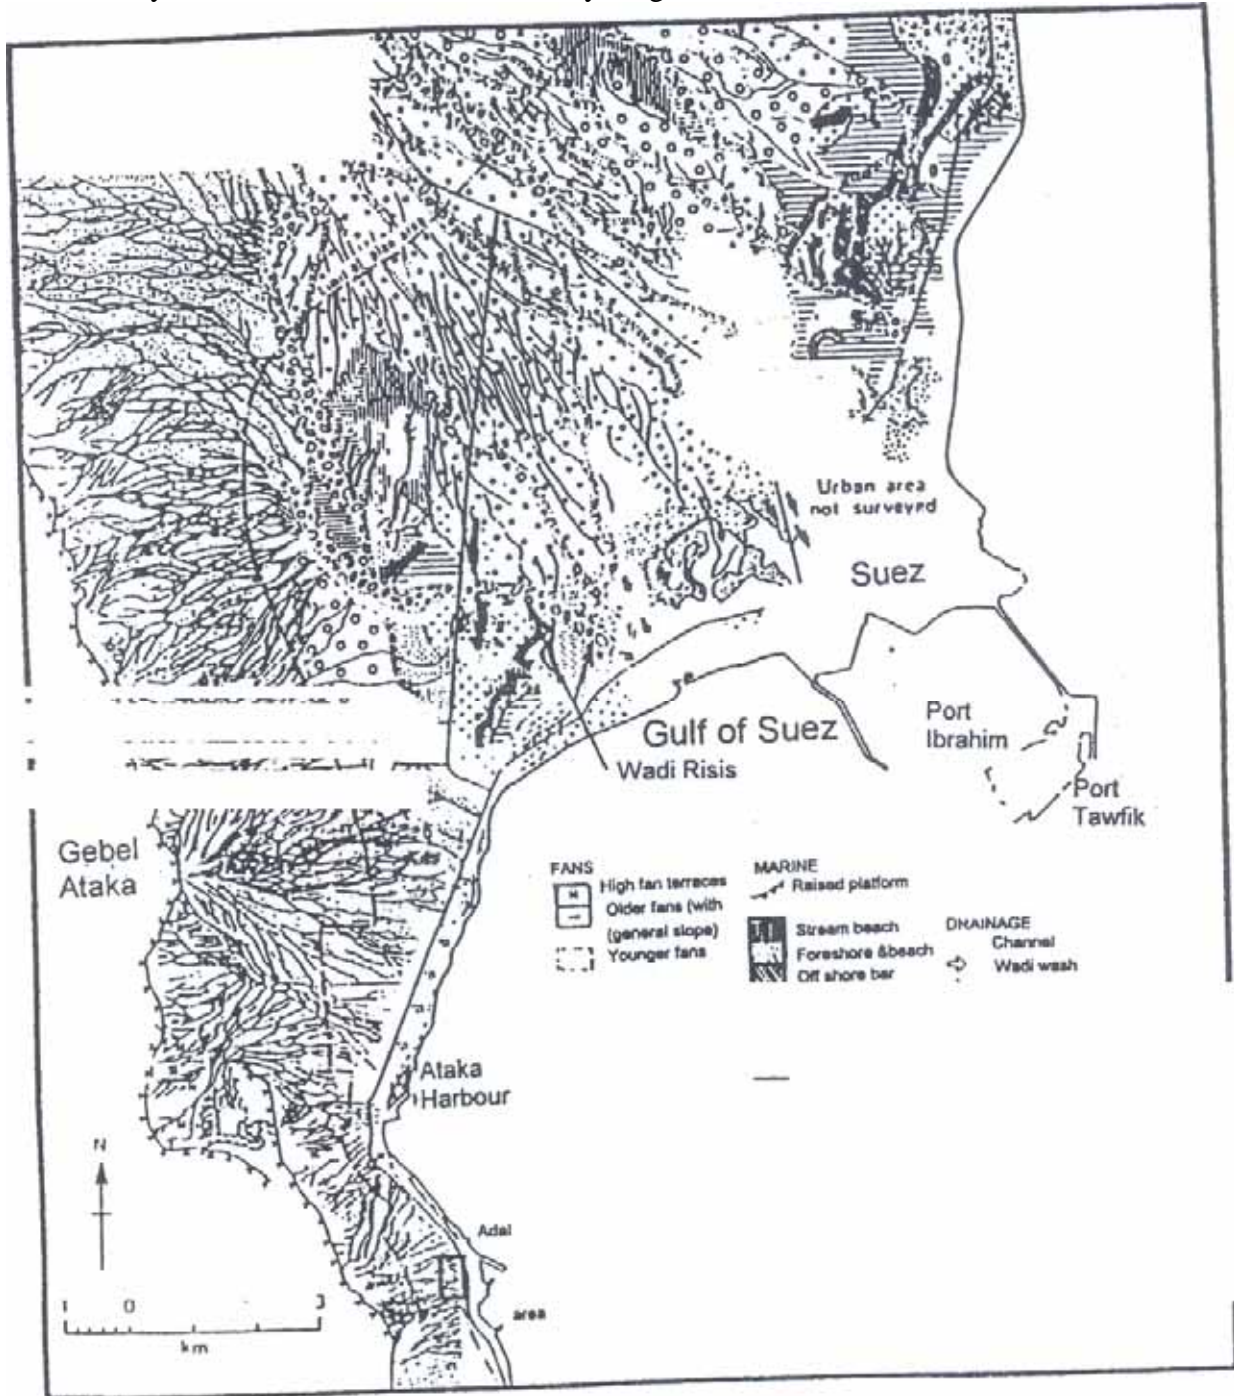 Urban area
not surveyed
Suez
Port
Ibrahim
Gulf of Suez
Wadi Risis
Port
Tawfik
Gebel
Ataka
FANS
High fan terraces
Older fans (with
(general slope)
Younger fans
MARINE
Raised platform
Stream beach
Foreshore &beach
Off shore bar
DRAINAGE
Channel
Wadi wash
Ataka
Harbour
N
Adal
area
1 0 3
km